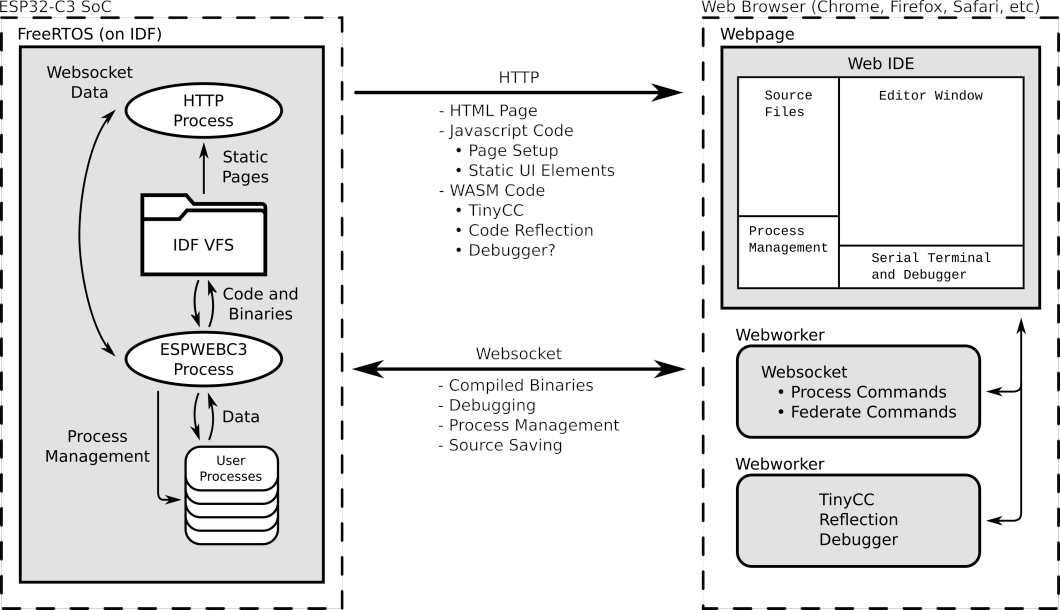 ESP32-C3 SoC
FreeRTOS (on IDF)
Websocket
Data
HTTP
Process
Static
Pages
IDF VFS
Code and
Binaries
ESPWEBC3
Process
Data
Process
Management
User
Processes
HTTP
- HTML Page
- Javascript Code
• Page Setup
• Static UI Elements
- WASM Code
• TinyCC
• Code Reflection
• Debugger?
Websocket
- Compiled Binaries
- Debugging
- Process Management
- Source Saving
Web Browser (Chrome, Firefox, Safari, etc)
Webpage
Web IDE
Source
Files
Editor Window
Process
Management
Serial Terminal
and Debugger
Webworker
Websocket
• Process Commands
• Federate Commands
Webworker
TinyCC
Reflection
Debugger